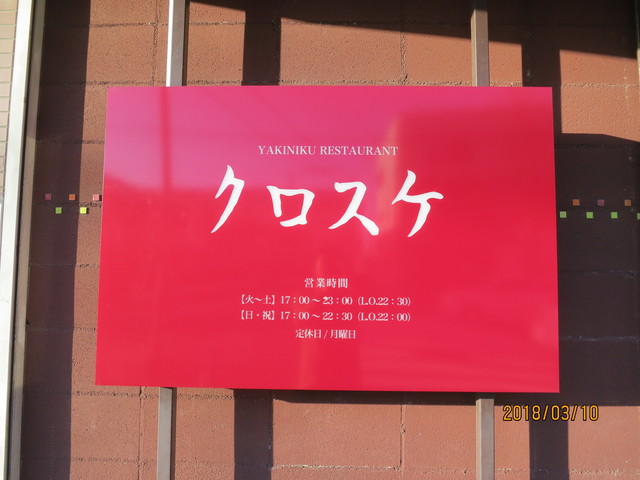 YAKINIKU RESTAURANT
クロスケ
営業時間
【火〜土】17：00〜23：00（L.O.22：30）
【日・祝】17：00〜22：30（L.O.22：00）
定休日/月曜日
2018/03/10